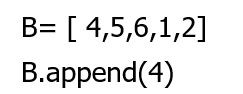 B= [ 4,5,6,1,2]
B.append(4)